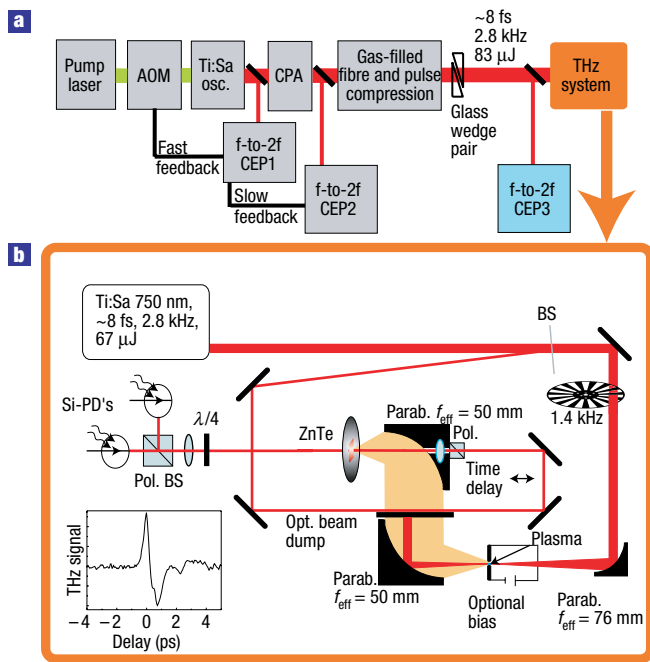 a
Pump
laser
AOM
Ti:Sa
osc.
CPA
Gas-filled
fibre and pulse
compression
~8 fs
2.8 kHz
83 μJ
Glass
wedge
pair
THz
system
Fast
feedback
f-to-2f
CEP1
Slow
feedback
f-to-2f
CEP2
f-to-2f
CEP3
b
Ti:Sa 750 nm,
~8 fs, 2.8 kHz,
67 μJ
BS
1.4 kHz
Si-PD's
λ/4
Pol. BS
ZnTe
Parab. feff = 50 mm
Pol.
Time
delay
Opt. beam
dump
Plasma
Parab.
feff = 50 mm
Optional
bias
Parab.
feff = 76 mm
THz signal
−4 −2 0 2 4
Delay (ps)